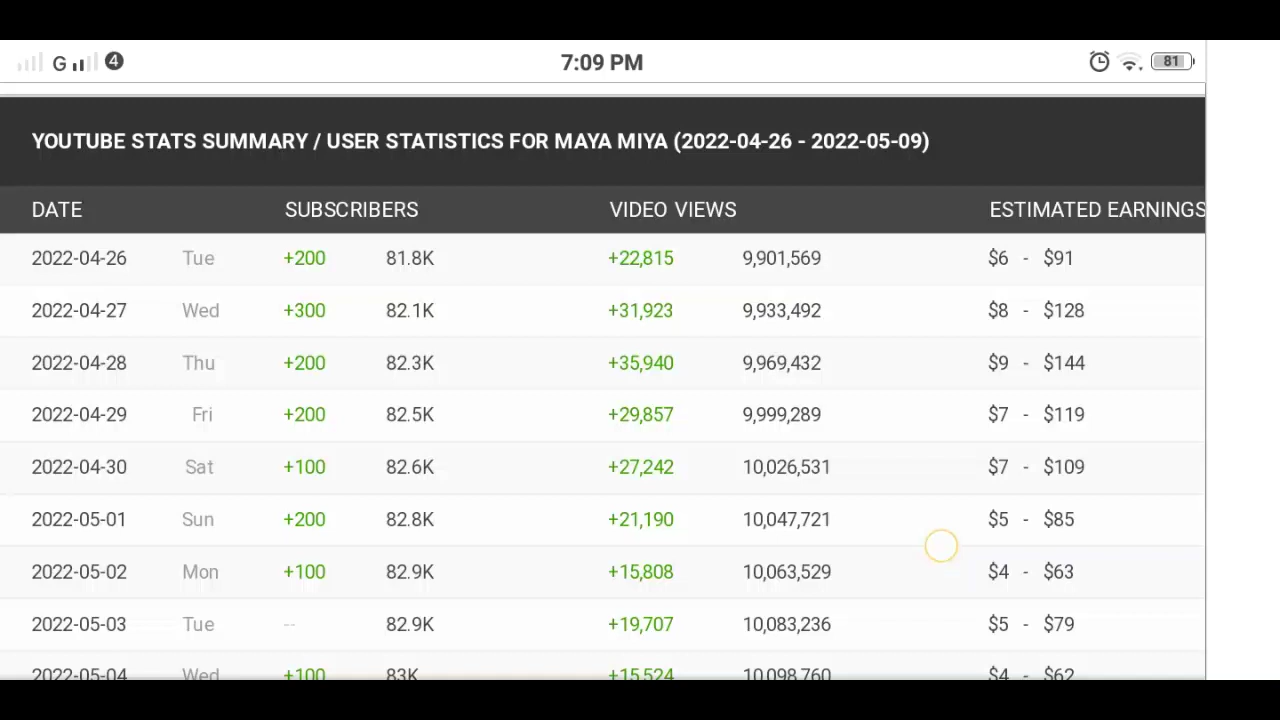 G 4 7:09 PM 81
YOUTUBE STATS SUMMARY / USER STATISTICS FOR MAYA MIYA (2022-04-26 - 2022-05-09)
DATE SUBSCRIBERS VIDEO VIEWS ESTIMATED EARNINGS
2022-04-26 Tue +200 81.8K +22,815 9,901,569 $6 - $91
2022-04-27 Wed +300 82.1K +31,923 9,933,492 $8 - $128
2022-04-28 Thu +200 82.3K +35,940 9,969,432 $9 - $144
2022-04-29 Fri +200 82.5K +29,857 9,999,289 $7 - $119
2022-04-30 Sat +100 82.6K +27,242 10,026,531 $7 - $109
2022-05-01 Sun +200 82.8K +21,190 10,047,721 $5 - $85
2022-05-02 Mon +100 82.9K +15,808 10,063,529 $4 - $63
2022-05-03 Tue -- 82.9K +19,707 10,083,236 $5 - $79
2022-05-04 Wed +100 83K +15,524 10,098,760 $4 - $62